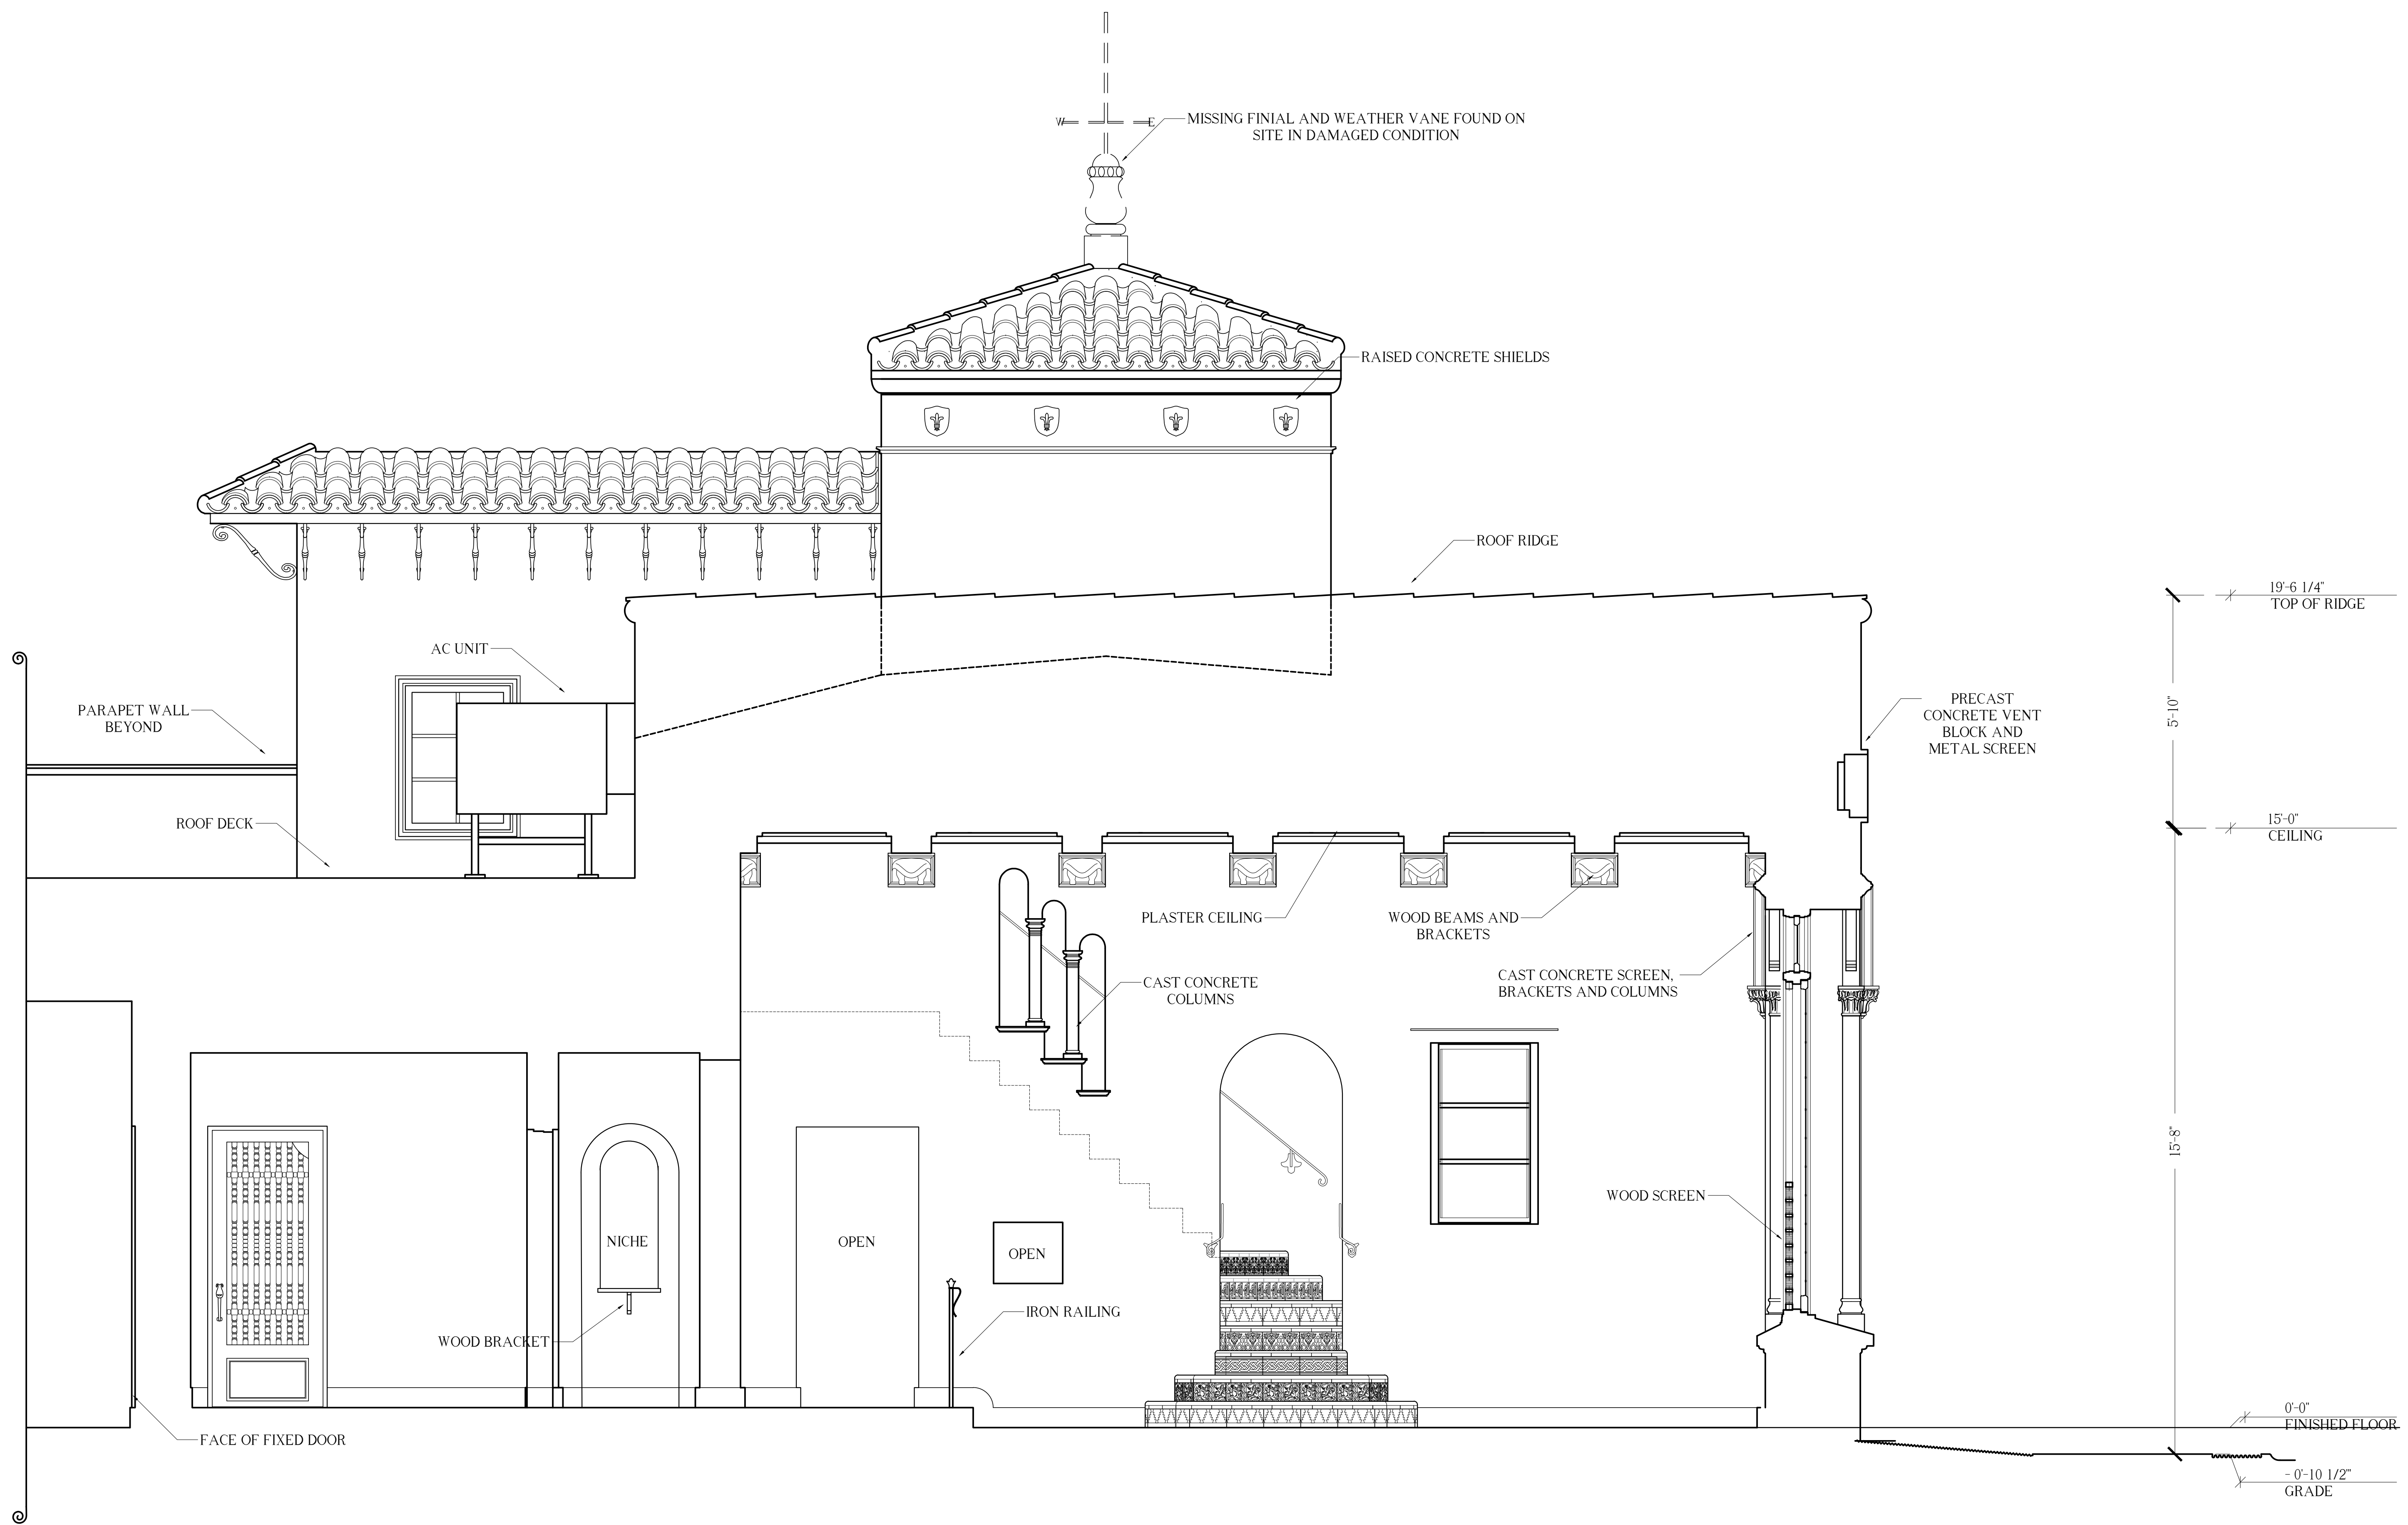 MISSING FINIAL AND WEATHER VANE FOUND ON
SITE IN DAMAGED CONDITION
W
E
RAISED CONCRETE SHIELDS
ROOF RIDGE
19'-6 1/4"
TOP OF RIDGE
AC UNIT
PARAPET WALL
BEYOND
PRECAST
CONCRETE VENT
BLOCK AND
METAL SCREEN
5'-10"
ROOF DECK
15'-0"
CEILING
PLASTER CEILING
WOOD BEAMS AND
BRACKETS
CAST CONCRETE
COLUMNS
CAST CONCRETE SCREEN,
BRACKETS AND COLUMNS
15'-8"
WOOD SCREEN
NICHE
OPEN
OPEN
IRON RAILING
WOOD BRACKET
FACE OF FIXED DOOR
0'-0"
FINISHED FLOOR
- 0'-10 1/2"
GRADE